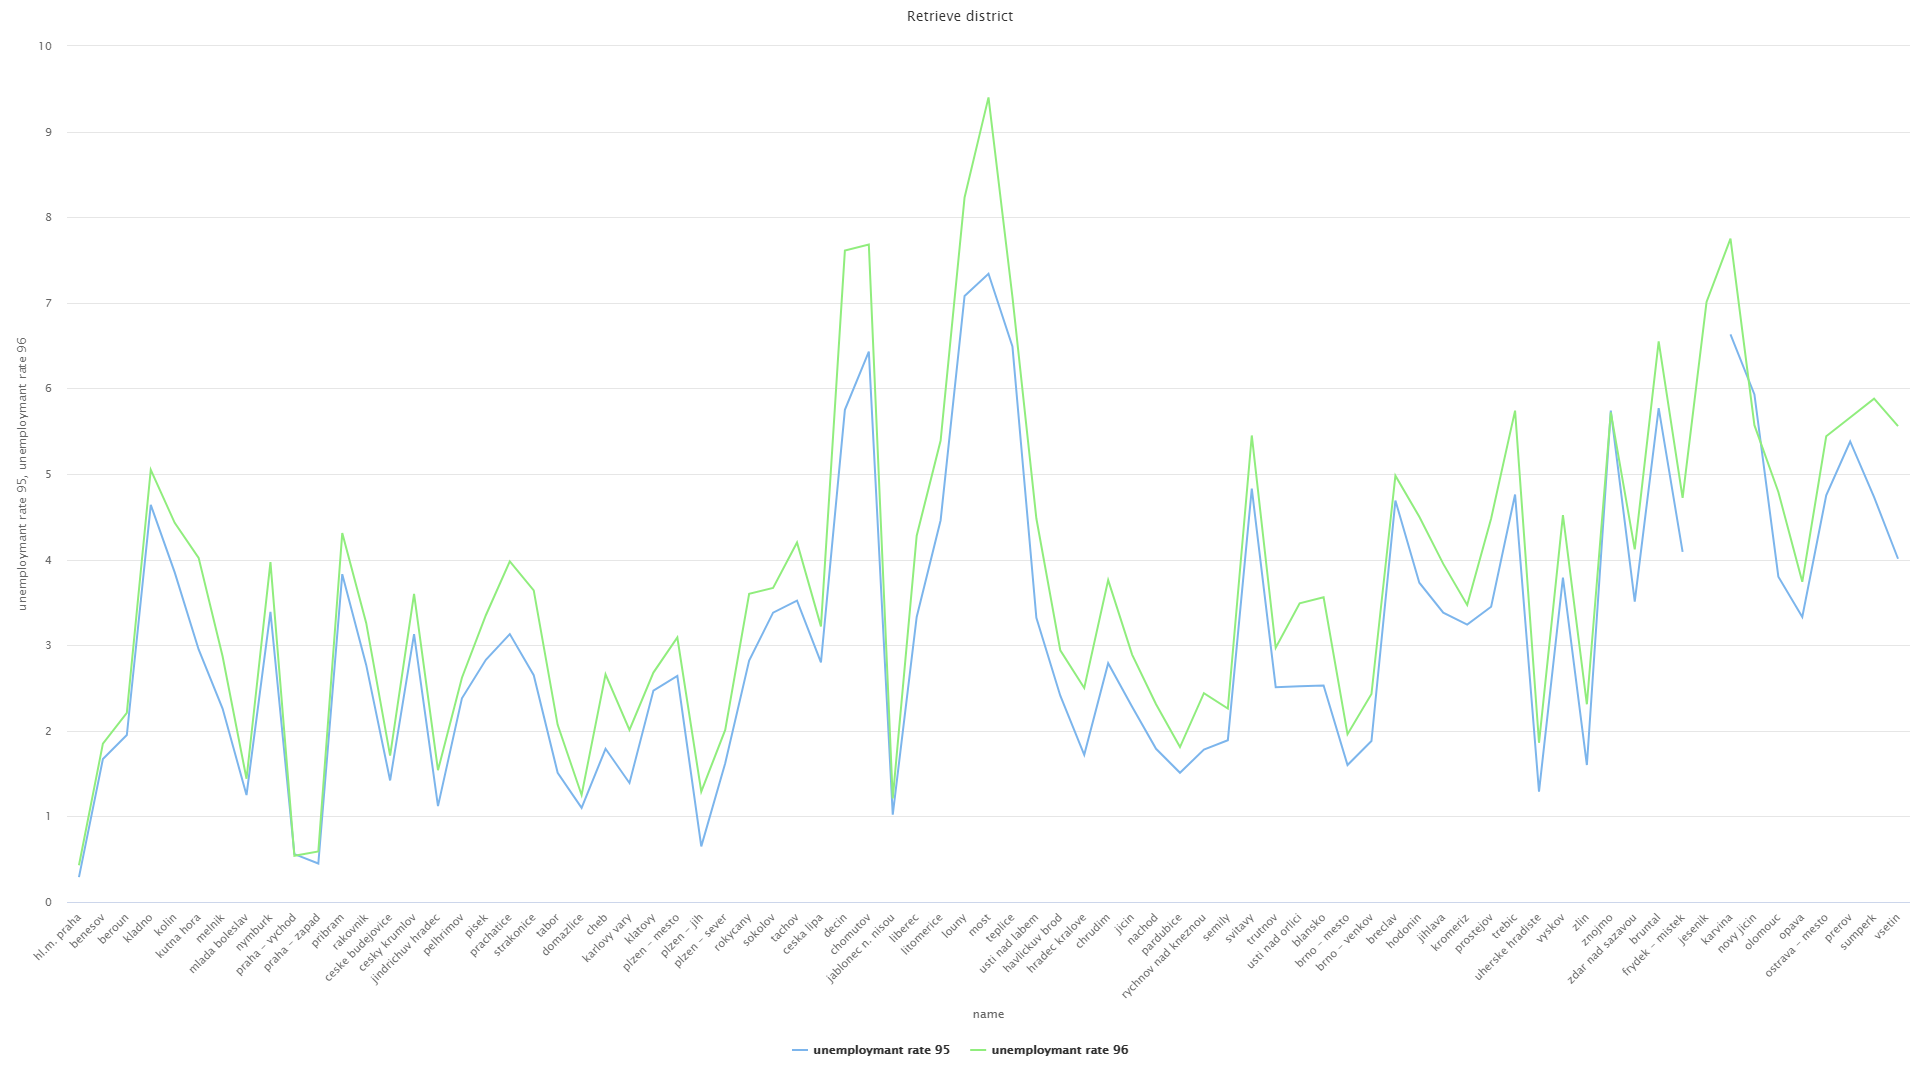 Retrieve district
unemploymant rate 95, unemploymant rate 96
10
9
8
7
6
5
4
3
2
1
0
hl.m. praha
benesov
beroun
kladno
kolin
kutna hora
melnik
mlada boleslav
nymburk
praha - vychod
praha - zapad
pribram
rakovnik
ceske budejovice
cesky krumlov
jindrichuv hradec
pelhrimov
pisek
prachatice
strakonice
tabor
domazlice
cheb
karlovy vary
klatovy
plzen - mesto
plzen - jih
plzen - sever
rokycany
sokolov
tachov
ceska lipa
decin
chomutov
jablonec n. nisou
liberec
litomerice
louny
most
teplice
usti nad labem
havlickuv brod
hradec kralove
chrudim
jicin
nachod
pardubice
rychnov nad kneznou
semily
svitavy
trutnov
usti nad orlici
blansko
brno - mesto
brno - venkov
breclav
hodonin
jihlava
kromeriz
prostejov
trebic
uherske hradiste
vyskov
zlin
znojmo
zdar nad sazavou
bruntal
frydek - mistek
jesenik
karvina
novy jicin
olomouc
opava
ostrava - mesto
prerov
sumperk
vsetin
name
unemploymant rate 95
unemploymant rate 96